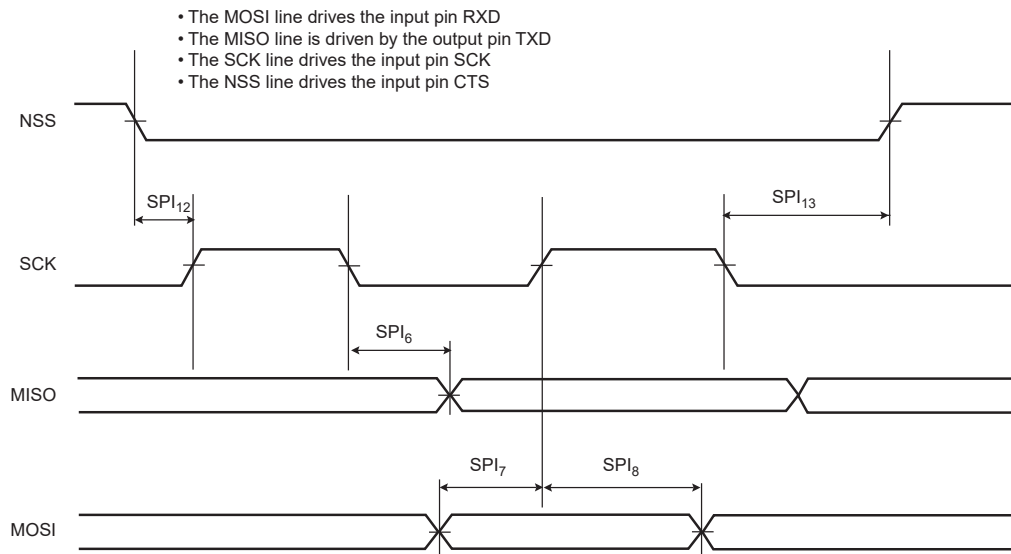 • The MOSI line drives the input pin RXD
• The MISO line is driven by the output pin TXD
• The SCK line drives the input pin SCK
• The NSS line drives the input pin CTS
NSS
SPI12
SPI13
SCK
SPI6
MISO
SPI7
SPI8
MOSI